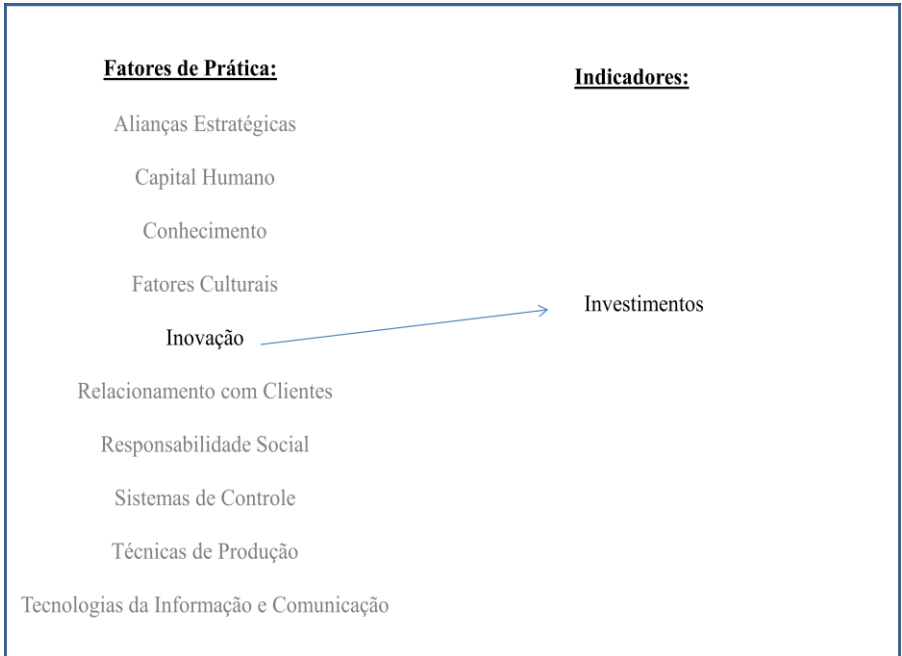 Fatores de Prática:
Indicadores:
Alianças Estratégicas
Capital Humano
Conhecimento
Fatores Culturais
Investimentos
Inovação
Relacionamento com Clientes
Responsabilidade Social
Sistemas de Controle
Técnicas de Produção
Tecnologias da Informação e Comunicação